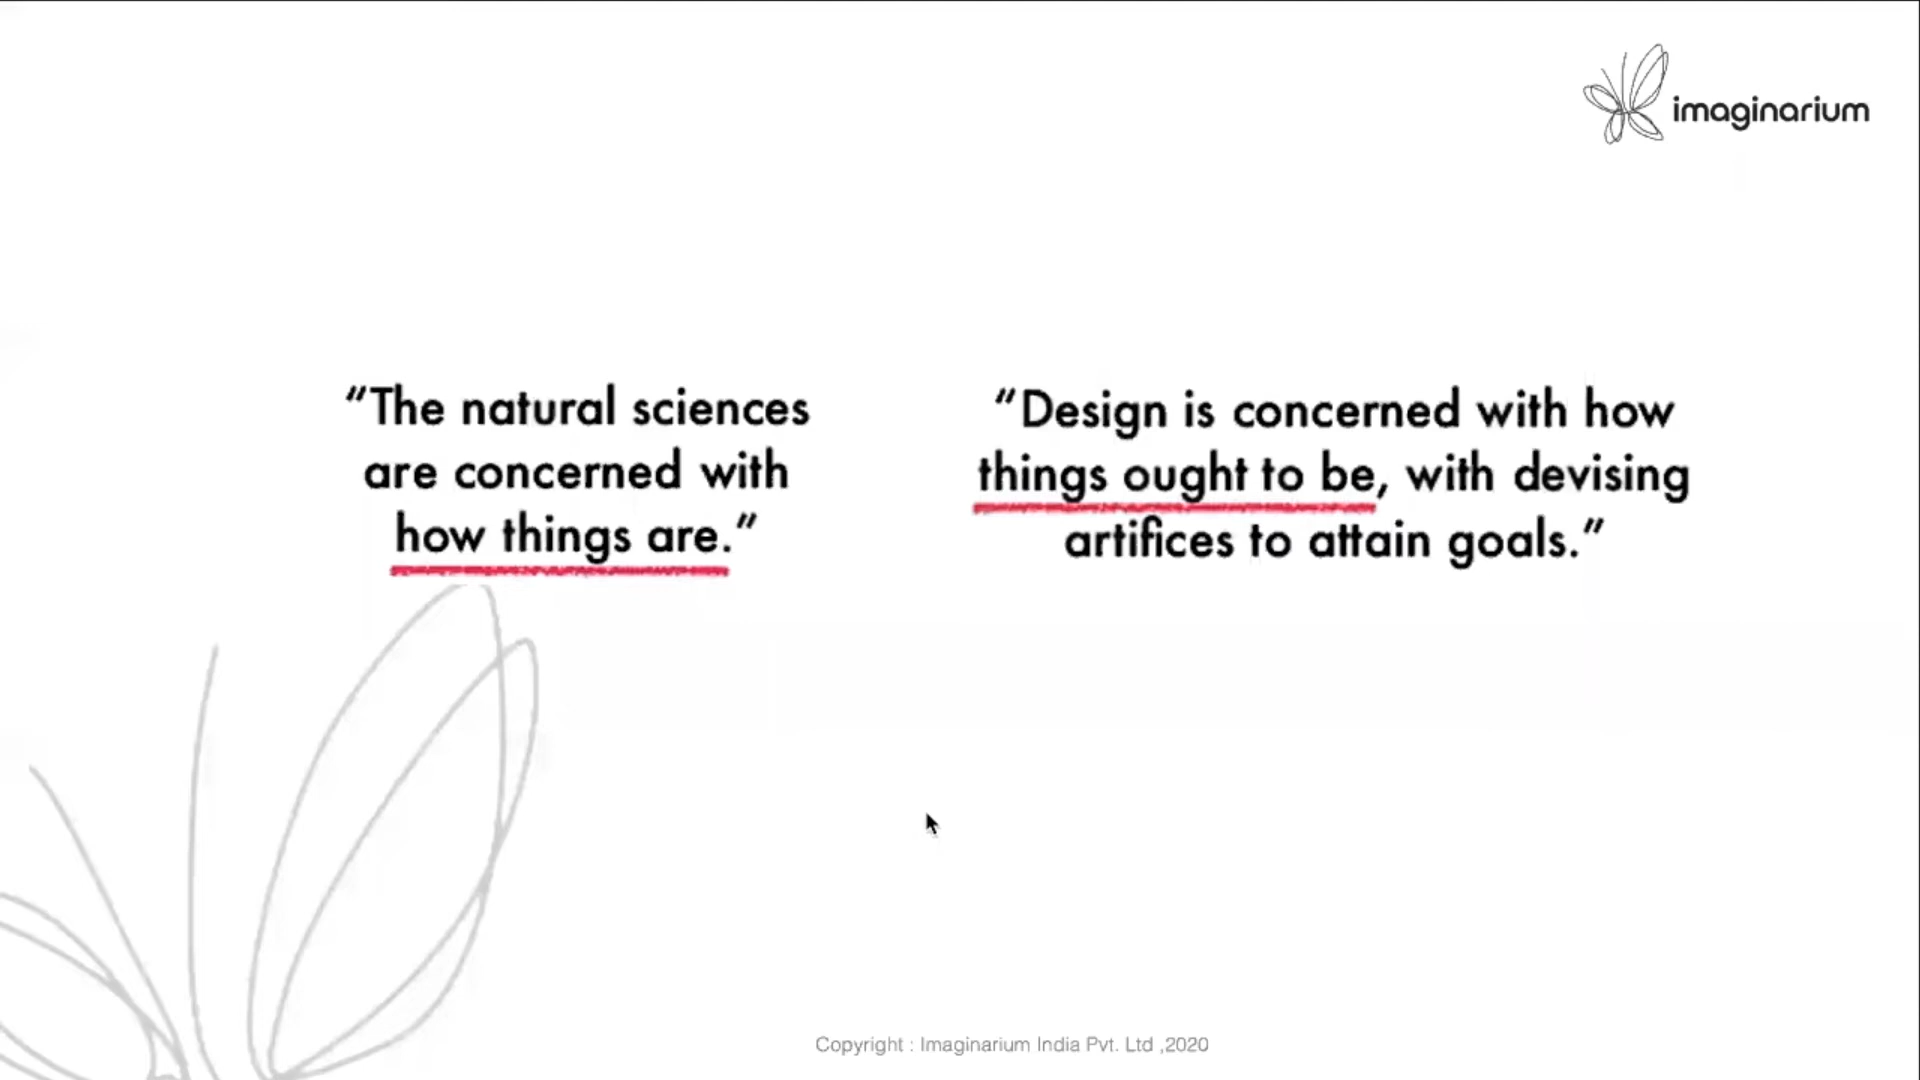 imaginarium
“The natural sciences
are concerned with
how things are.”
“Design is concerned with how
things ought to be, with devising
artifices to attain goals.”
Copyright : Imaginarium India Pvt. Ltd ,2020